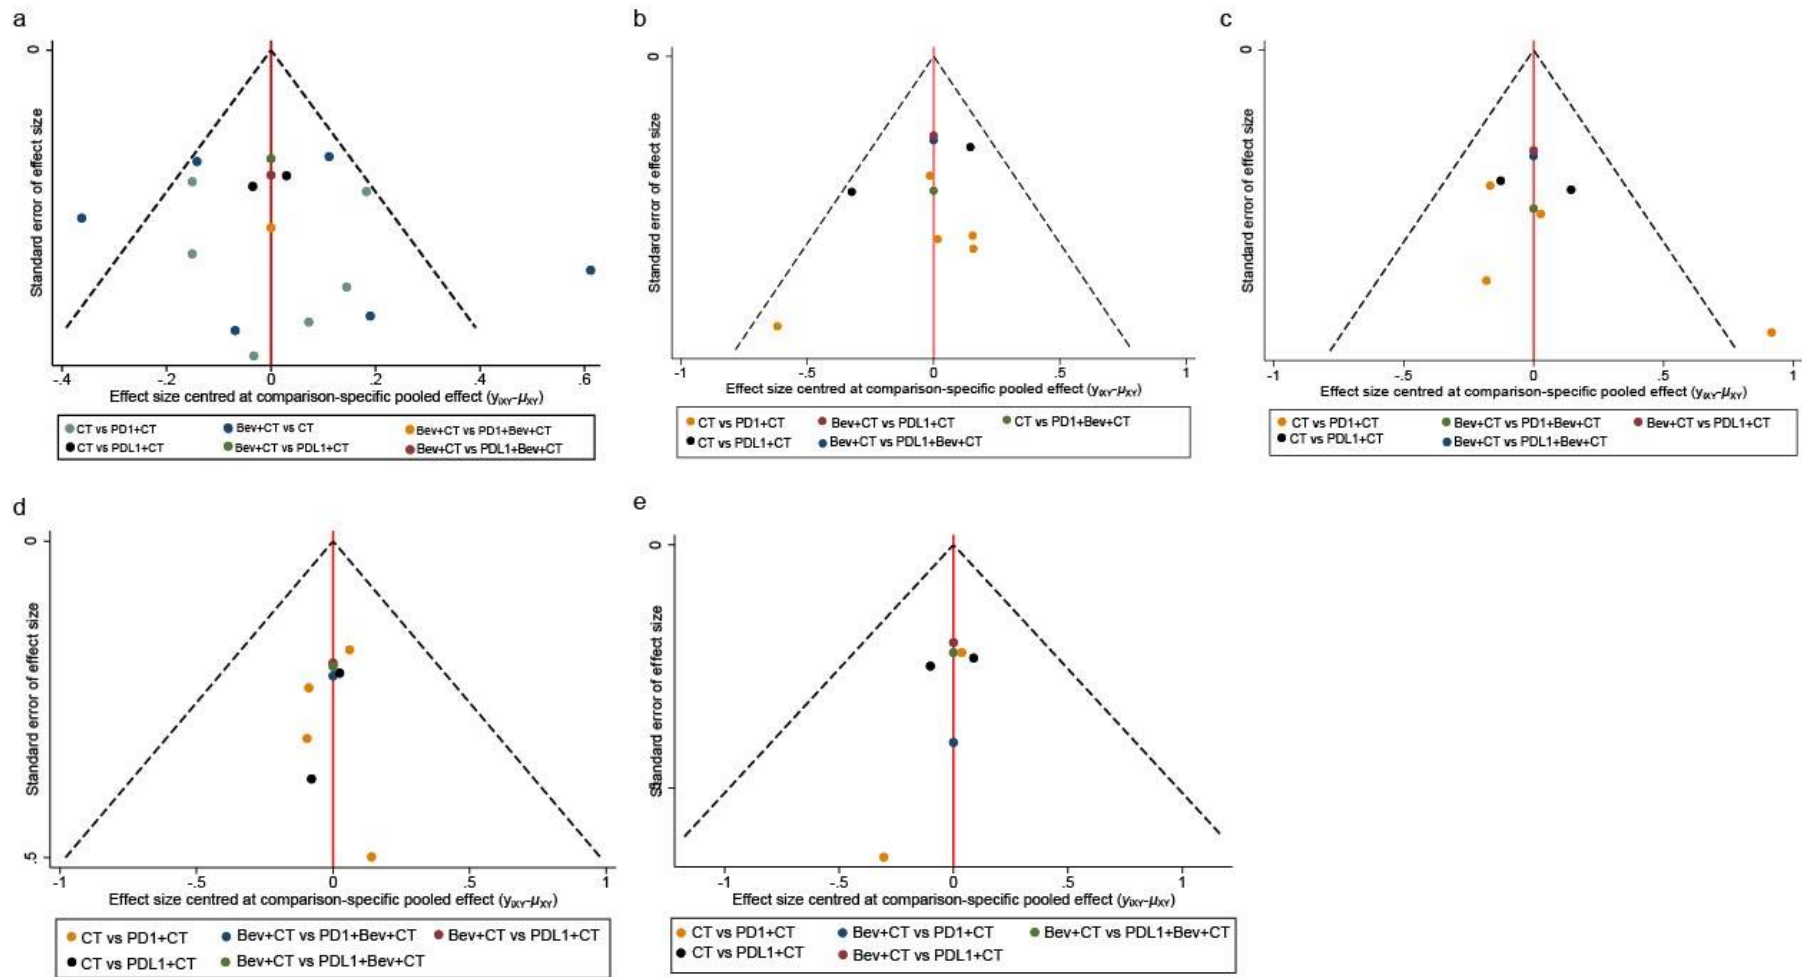 a
0
Standard error of effect size
-.4
-.2
0
.2
.4
.6
Effect size centred at comparison-specific pooled effect (yiXY-μXY)
CT vs PD1+CT
Bev+CT vs CT
Bev+CT vs PD1+Bev+CT
CT vs PDL1+CT
Bev+CT vs PDL1+CT
Bev+CT vs PDL1+Bev+CT
b
0
Standard error of effect size
-1
-.5
0
.5
1
Effect size centred at comparison-specific pooled effect (yiXY-μXY)
CT vs PD1+CT
Bev+CT vs PDL1+CT
CT vs PD1+Bev+CT
CT vs PDL1+CT
Bev+CT vs PDL1+Bev+CT
c
0
Standard error of effect size
-1
-.5
0
.5
1
Effect size centred at comparison-specific pooled effect (yiXY-μXY)
CT vs PD1+CT
Bev+CT vs PD1+Bev+CT
Bev+CT vs PDL1+CT
CT vs PDL1+CT
Bev+CT vs PDL1+Bev+CT
d
0
Standard error of effect size
.5
-1
-.5
0
.5
1
Effect size centred at comparison-specific pooled effect (yiXY-μXY)
CT vs PD1+CT
Bev+CT vs PD1+Bev+CT
Bev+CT vs PDL1+CT
CT vs PDL1+CT
Bev+CT vs PDL1+Bev+CT
e
0
Standard error of effect size
-1
-.5
0
.5
1
Effect size centred at comparison-specific pooled effect (yiXY-μXY)
CT vs PD1+CT
Bev+CT vs PD1+CT
Bev+CT vs PDL1+Bev+CT
CT vs PDL1+CT
Bev+CT vs PDL1+CT